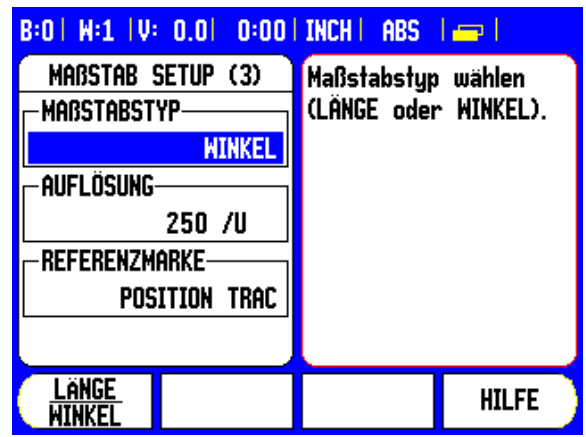 B:0| W:1 |V: 0.0| 0:00| INCH| ABS | |
MAẞSTAB SETUP (3)
MAẞSTABSTYP
WINKEL
AUFLÖSUNG
250 /U
REFERENZMARKE
POSITION TRAC
Maßstabstyp wählen
(LÄNGE oder WINKEL).
LÄNGE
WINKEL
HILFE